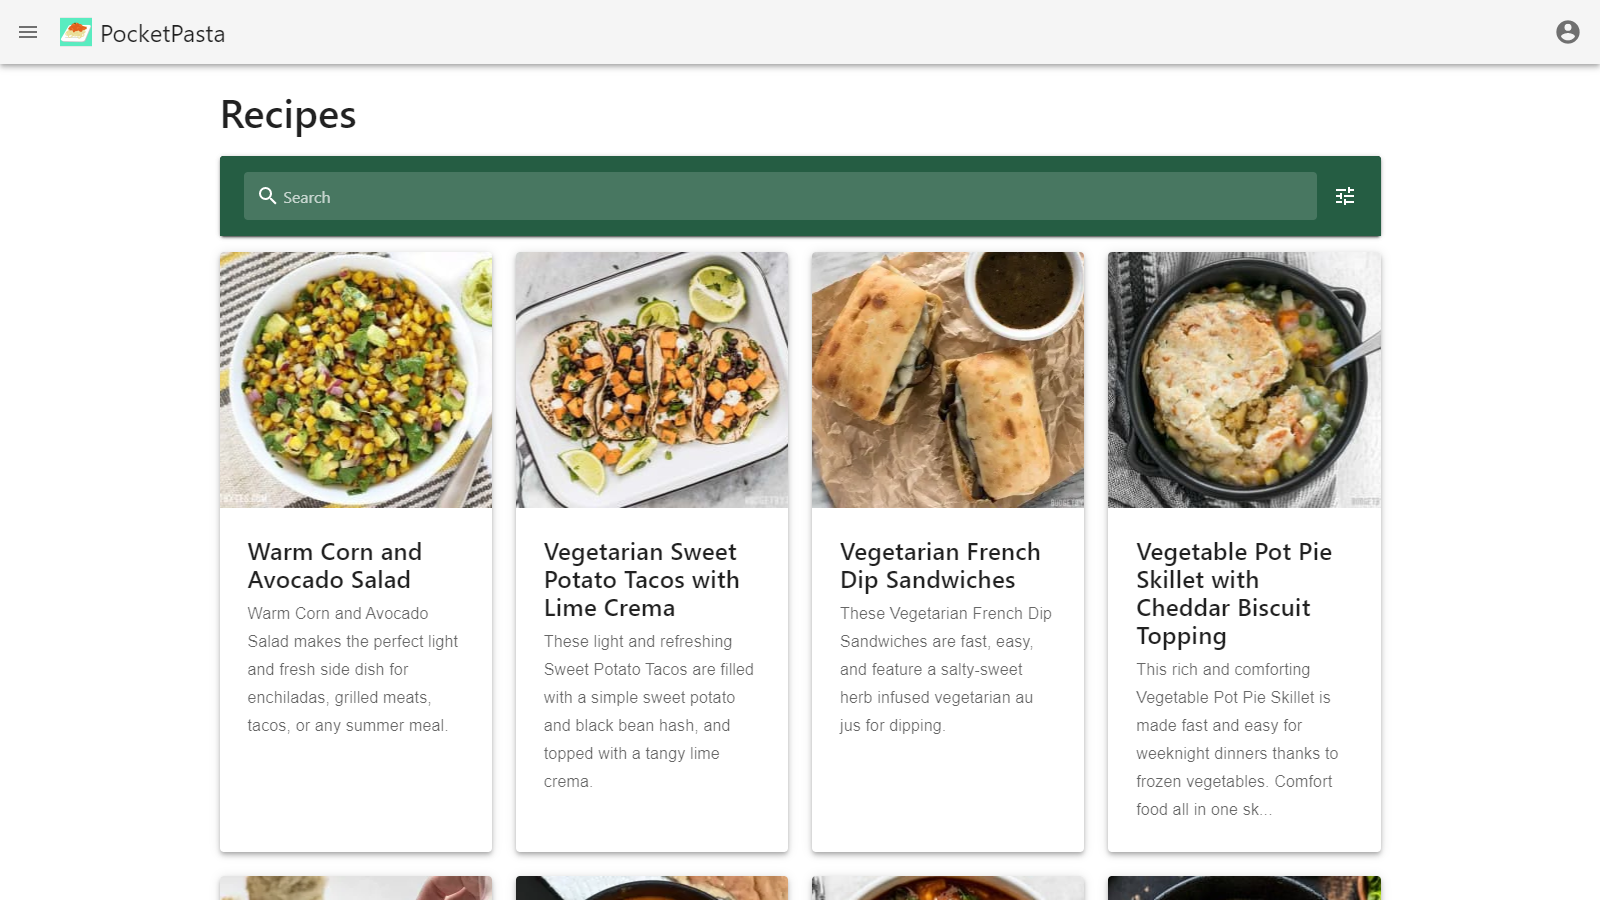 PocketPasta
Recipes
Search
Warm Corn and
Avocado Salad
Warm Corn and Avocado
Salad makes the perfect light
and fresh side dish for
enchiladas, grilled meats,
tacos, or any summer meal.
Vegetarian Sweet
Potato Tacos with
Lime Crema
These light and refreshing
Sweet Potato Tacos are filled
with a simple sweet potato
and black bean hash, and
topped with a tangy lime
crema.
Vegetarian French
Dip Sandwiches
These Vegetarian French Dip
Sandwiches are fast, easy,
and feature a salty-sweet
herb infused vegetarian au
jus for dipping.
Vegetable Pot Pie
Skillet with
Cheddar Biscuit
Topping
This rich and comforting
Vegetable Pot Pie Skillet is
made fast and easy for
weeknight dinners thanks to
frozen vegetables. Comfort
food all in one sk...